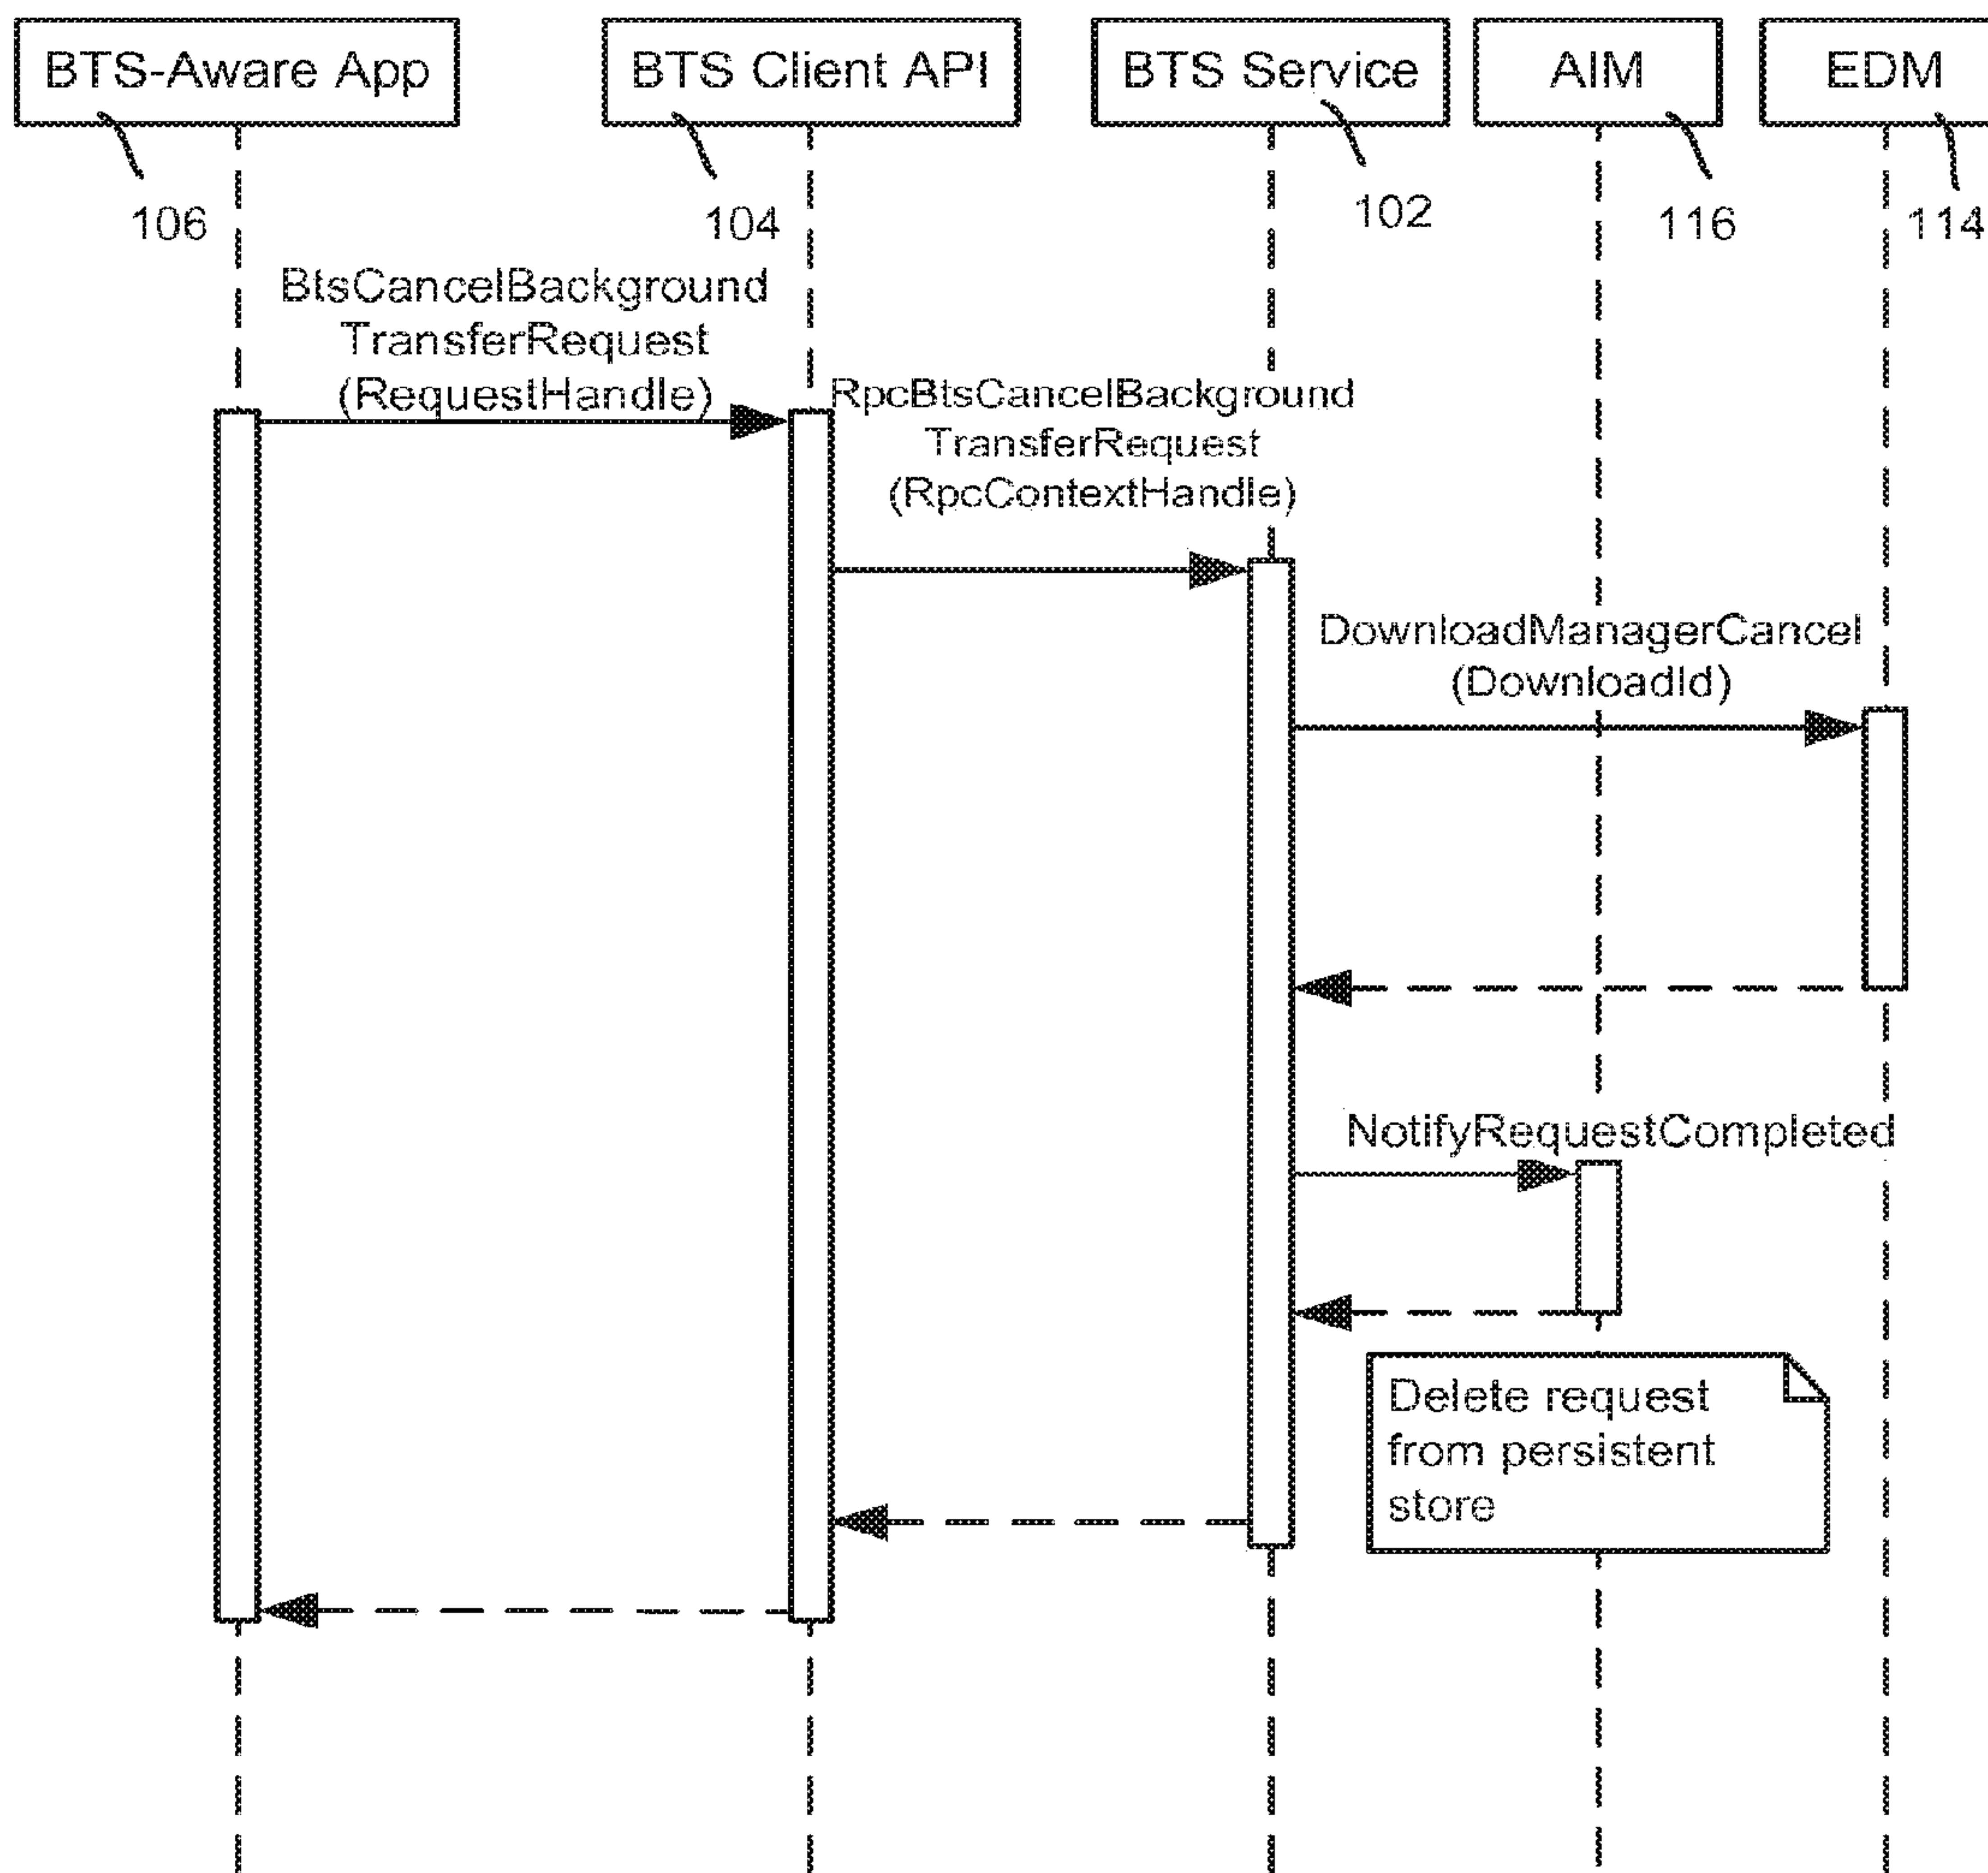 BTS-Aware App
BTS Client API
BTS Service
AIM
EDM
106
104
102
116
114
BtsCancelBackground
TransferRequest
(RequestHandle)
RpcBtsCancelBackground
TransferRequest
(RpcContextHandle)
DownloadManagerCancel
(DownloadId)
NotifyRequestCompleted
Delete request
from persistent
store